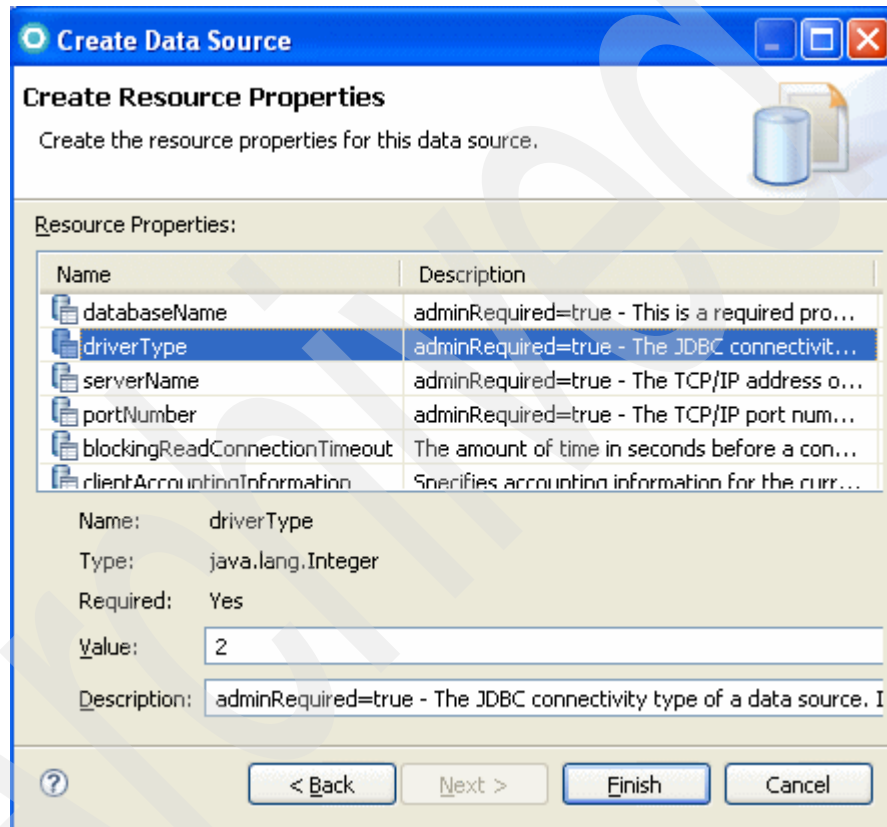 Create Data Source
Create Resource Properties
Create the resource properties for this data source.
Resource Properties:
Name Description
databaseName adminRequired=true - This is a required pro...
driverType adminRequired=true - The JDBC connectivit...
serverName adminRequired=true - The TCP/IP address o...
portNumber adminRequired=true - The TCP/IP port num...
blockingReadConnectionTimeout The amount of time in seconds before a con...
clientAccountingInformation Specifies accounting information for the curr...
Name: driverType
Type: java.lang.Integer
Required: Yes
Value: 2
Description: adminRequired=true - The JDBC connectivity type of a data source. I
? < Back Next > Finish Cancel